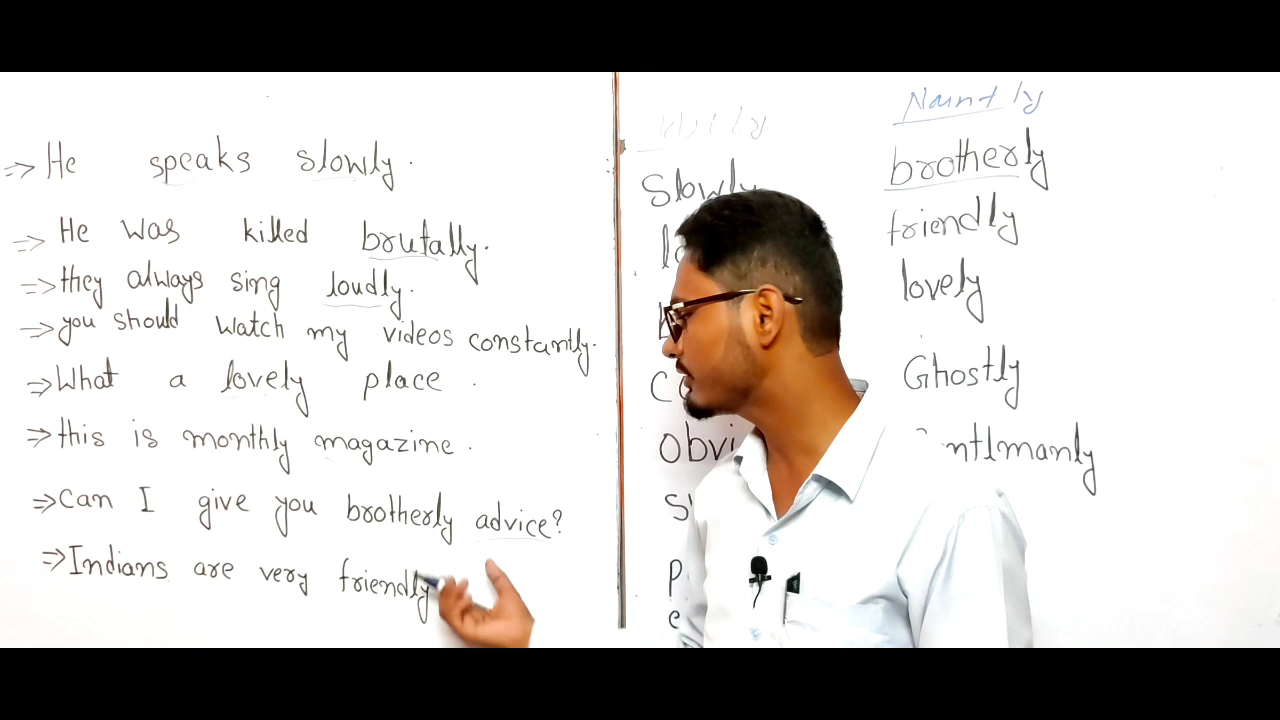 ⇒ He speaks slowly.
⇒ He was killed brutally.
⇒ they always sing loudly.
⇒ you should watch my videos constantly.
⇒ What a lovely place.
⇒ this is monthly magazine.
⇒ Can I give you brotherly advice?
⇒ Indians are very friendly
Slowly
Obvi
Noun + ly
brotherly
friendly
lovely
Ghostly
ntlmanly